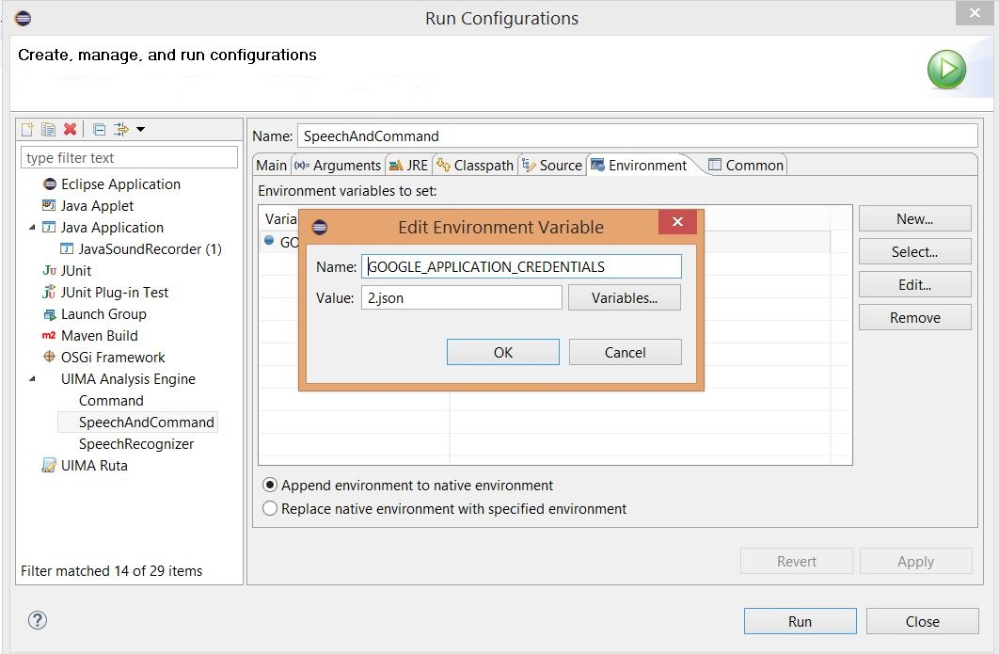 Run Configurations
Create, manage, and run configurations
type filter text
Eclipse Application
Java Applet
Java Application
JavaSoundRecorder (1)
JUnit
JUnit Plug-in Test
Launch Group
Maven Build
OSGi Framework
UIMA Analysis Engine
Command
SpeechAndCommand
SpeechRecognizer
UIMA Ruta
Filter matched 14 of 29 items
Name: SpeechAndCommand
Main (x)= Arguments JRE Classpath Source Environment Common
Environment variables to set:
Varia
GO
New...
Select...
Edit...
Remove
Edit Environment Variable
Name: GOOGLE_APPLICATION_CREDENTIALS
Value: 2.json Variables...
OK Cancel
Append environment to native environment
Replace native environment with specified environment
Revert Apply
Run Close